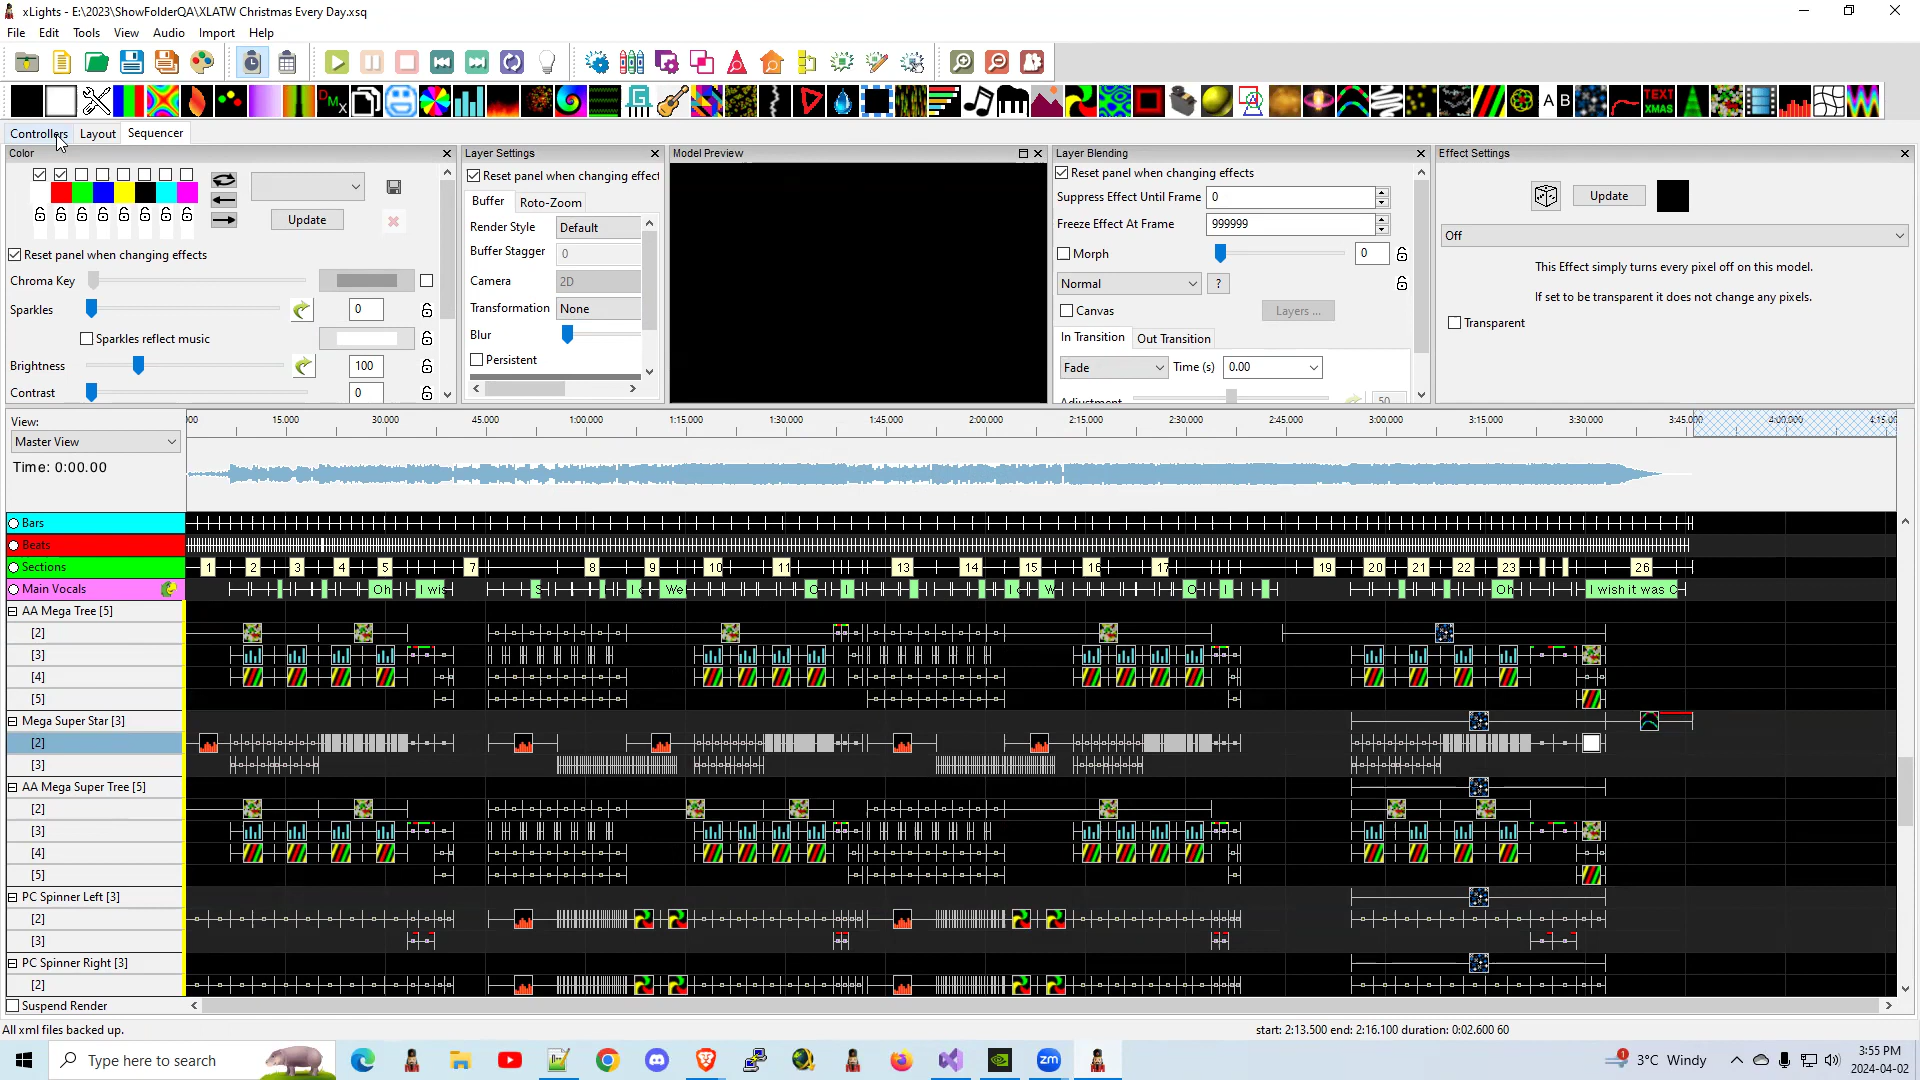 xLights - E:\2023\ShowFolderQA\XLATW Christmas Every Day.xsq
File Edit Tools View Audio Import Help
DMX
A B
TEXT XMAS
Controllers Layout Sequencer
Color
Update
Reset panel when changing effects
Chroma Key
Sparkles 0
Sparkles reflect music
Brightness 100
Contrast 0
Layer Settings
Reset panel when changing effect
Buffer Roto-Zoom
Render Style Default
Buffer Stagger 0
Camera 2D
Transformation None
Blur
Persistent
Model Preview
Layer Blending
Reset panel when changing effects
Suppress Effect Until Frame 0
Freeze Effect At Frame 999999
Morph 0
Normal ?
Canvas Layers ...
In Transition Out Transition
Fade Time (s) 0.00
Adjustment 50
Effect Settings
Update
Off
This Effect simply turns every pixel off on this model.
If set to be transparent it does not change any pixels.
Transparent
View:
Master View
Time: 0:00.00
000 15.000 30.000 45.000 1:00.000 1:15.000 1:30.000 1:45.000 2:00.000 2:15.000 2:30.000 2:45.000 3:00.000 3:15.000 3:30.000 3:45.000 4:00.000 4:15.00
Bars
Beats
Sections 1 2 3 4 5 7 8 9 10 11 13 14 15 16 17 19 20 21 22 23 26
Main Vocals Oh I wis S I We O I I W O I Oh I wish it was C
AA Mega Tree [5]
[2]
[3]
[4]
[5]
Mega Super Star [3]
[2]
[3]
AA Mega Super Tree [5]
[2]
[3]
[4]
[5]
PC Spinner Left [3]
[2]
[3]
PC Spinner Right [3]
[2]
Suspend Render
All xml files backed up.
start: 2:13.500 end: 2:16.100 duration: 0:02.600 60
Type here to search
zm
1
3°C Windy
3:55 PM
2024-04-02